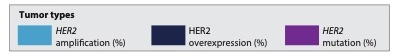 Tumor types
HER2
amplification (%)
HER2
overexpression (%)
HER2
mutation (%)